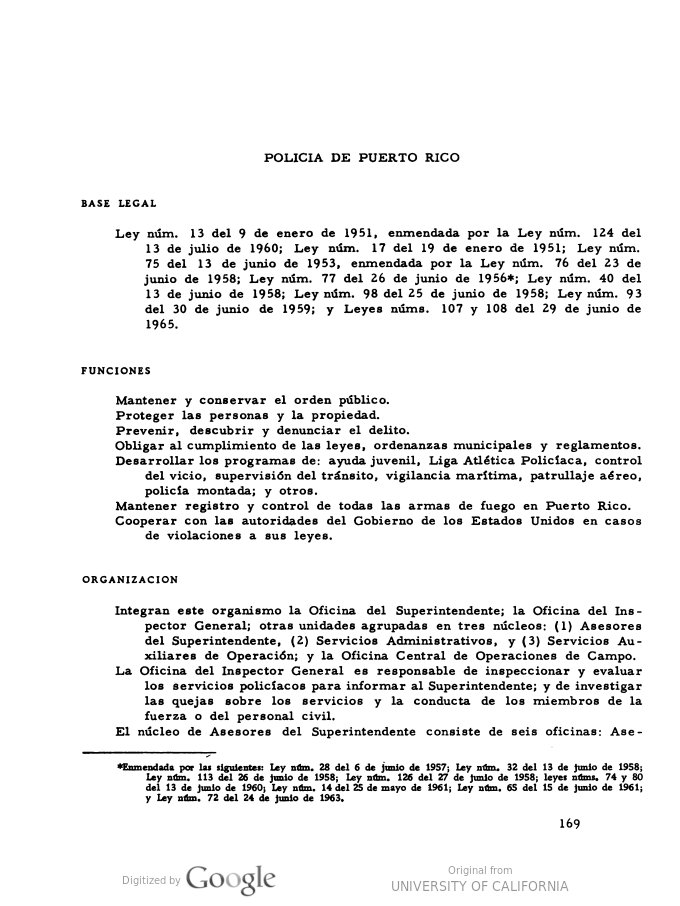 POLICIA DE PUERTO RICO
BASE LEGAL
Ley núm. 13 del 9 de enero de 1951, enmendada por la Ley núm. 124 del
13 de julio de 1960; Ley núm. 17 del 19 de enero de 1951; Ley núm.
75 del 13 de junio de 1953, enmendada por la Ley núm. 76 del 23 de
junio de 1958; Ley núm. 77 del 26 de junio de 1956*; Ley núm. 40 del
13 de junio de 1958; Ley núm. 98 del 25 de junio de 1958; Ley núm. 93
del 30 de junio de 1959; y Leyes núms. 107 y 108 del 29 de junio de
1965.
FUNCIONES
Mantener y conservar el orden público.
Proteger las personas y la propiedad.
Prevenir, descubrir y denunciar el delito.
Obligar al cumplimiento de las leyes, ordenanzas municipales y reglamentos.
Desarrollar los programas de: ayuda juvenil, Liga Atlética Policíaca, control
del vicio, supervisión del tránsito, vigilancia marítima, patrullaje aéreo,
policía montada; y otros.
Mantener registro y control de todas las armas de fuego en Puerto Rico.
Cooperar con las autoridades del Gobierno de los Estados Unidos en casos
de violaciones a sus leyes.
ORGANIZACION
Integran este organismo la Oficina del Superintendente; la Oficina del Ins-
pector General; otras unidades agrupadas en tres núcleos: (1) Asesores
del Superintendente, (2) Servicios Administrativos, y (3) Servicios Au-
xiliares de Operación; y la Oficina Central de Operaciones de Campo.
La Oficina del Inspector General es responsable de inspeccionar y evaluar
los servicios policíacos para informar al Superintendente; y de investigar
las quejas sobre los servicios y la conducta de los miembros de la
fuerza o del personal civil.
El núcleo de Asesores del Superintendente consiste de seis oficinas: Ase-
*Enmendada por las siguientes: Ley núm. 28 del 6 de junio de 1957; Ley núm. 32 del 13 de junio de 1958;
Ley núm. 113 del 26 de junio de 1958; Ley núm. 126 del 27 de junio de 1958; leyes núms. 74 y 80
del 13 de junio de 1960; Ley núm. 14 del 25 de mayo de 1961; Ley núm. 65 del 15 de junio de 1961;
y Ley núm. 72 del 24 de junio de 1963.
169
Digitized by Google
Original from
UNIVERSITY OF CALIFORNIA